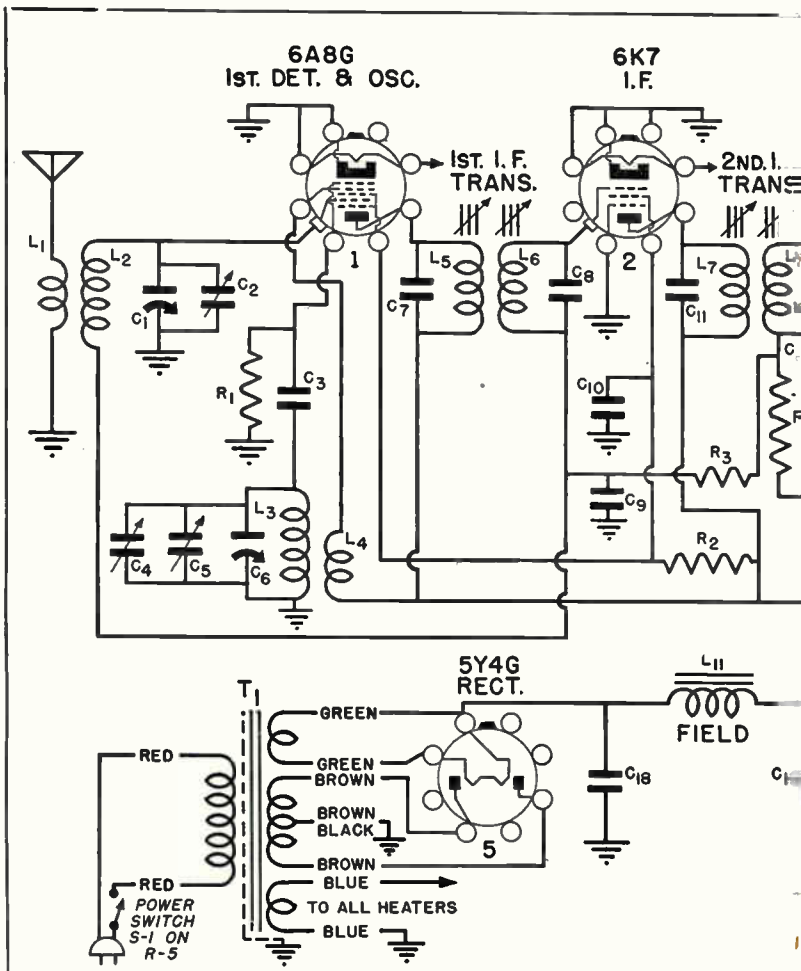 6A8G
1ST. DET. & OSC.
6K7
I.F.
1ST. I. F.
TRANS.
2ND. I.
TRANS
1
2
L1
L2
C1
C2
L5
C7
L6
C8
L7
C11
R1
C3
C10
R3
C9
C4
C5
L3
C6
L4
R2
5Y4G
RECT.
L11
FIELD
T1
GREEN
GREEN
RED
BROWN
BROWN
BLACK
BROWN
C18
5
RED
BLUE
TO ALL HEATERS
BLUE
POWER
SWITCH
S-1 ON
R-5